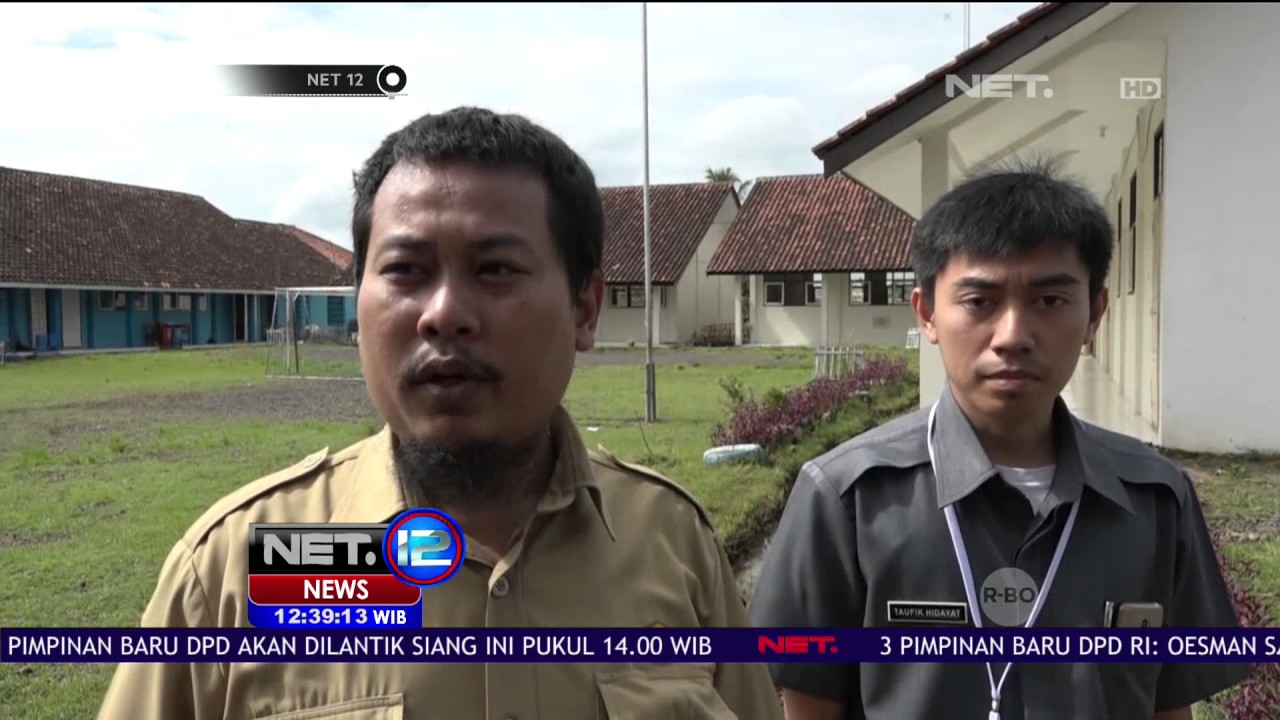 NET 12
NET.
HD
NET. 12
NEWS
12:39:13 WIB
TAUFIK HIDAYAT
R-BO
PIMPINAN BARU DPD AKAN DILANTIK SIANG INI PUKUL 14.00 WIB NET. 3 PIMPINAN BARU DPD RI: OESMAN SA